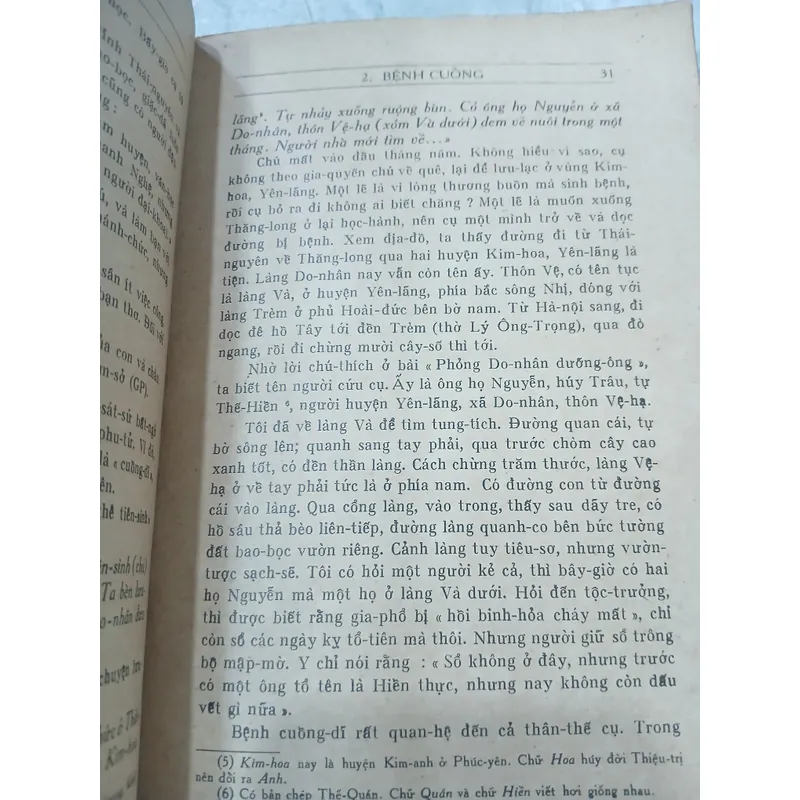 2. BỆNH CUỒNG 31
lãng⁵. Tự nhảy xuống ruộng bùn. Có ông họ Nguyễn ở xã
Do-nhân, thôn Vệ-hạ (xóm Và dưới) đem về nuôi trong một
tháng. Người nhà mới tìm về...»
Chú mất vào đầu tháng năm. Không hiểu vì sao, cụ
không theo gia-quyến chú về quê, lại để lưu-lạc ở vùng Kim-
hoa, Yên-lãng. Một lẽ là vì lòng thương buồn mà sinh bệnh,
rồi cụ bỏ ra đi không ai biết chăng ? Một lẽ là muốn xuống
Thăng-long ở lại học-hành, nên cụ một mình trở về và dọc
đường bị bệnh. Xem địa-đồ, ta thấy đường đi từ Thái-
nguyên về Thăng-long qua hai huyện Kim-hoa, Yên-lãng là
tiện. Làng Do-nhân nay vẫn còn tên ấy. Thôn Vệ, có tên tục
là làng Và, ở huyện Yên-lãng, phía bắc sông Nhị, đóng với
làng Trèm ở phủ Hoài-đức bên bờ nam. Từ Hà-nội sang, đi
dọc đê hồ Tây tới đền Trèm (thờ Lý Ông-Trọng), qua đò
ngang, rồi đi chừng mười cây-số thì tới.
Nhờ lời chú-thích ở bài « Phỏng Do-nhân dưỡng-ông »,
ta biết tên người cứu cụ. Ấy là ông họ Nguyễn, húy Trâu, tự
Thế-Hiền ⁶, người huyện Yên-lãng, xã Do-nhân, thôn Vệ-hạ.
Tôi đã về làng Và để tìm tung-tích. Đường quan cái, tự
bờ sông lên; quanh sang tay phải, qua trước chòm cây cao
xanh tốt, có đền thần làng. Cách chừng trăm thước, làng Vệ-
hạ ở về tay phải tức là ở phía nam. Có đường con từ đường
cái vào làng. Qua cổng làng, vào trong, thấy sau dãy tre, có
hồ sâu thả bèo liên-tiếp, đường làng quanh-co bên bức tường
đất bao-bọc vườn riêng. Cảnh làng tuy tiêu-sơ, nhưng vườn-
tược sạch-sẽ. Tôi có hỏi một người kẻ cả, thì bây-giờ có hai
họ Nguyễn mà một họ ở làng Và dưới. Hỏi đến tộc-trưởng,
thì được biết rằng gia-phổ bị « hồi binh-hỏa cháy mất », chỉ
còn sổ các ngày kỵ tổ-tiên mà thôi. Nhưng người giữ sổ trông
bộ mập-mờ. Y chỉ nói rằng : « Sổ không ở đây, nhưng trước
có một ông tổ tên là Hiền thực, nhưng nay không còn dấu
vết gì nữa ».
Bệnh cuồng-dĩ rất quan-hệ đến cả thân-thế cụ. Trong
(5) Kim-hoa nay là huyện Kim-anh ở Phúc-yên. Chữ Hoa húy đời Thiệu-trị
nên đổi ra Anh.
(6) Có bản chép Thế-Quán. Chữ Quán và chữ Hiền viết hơi giống nhau.